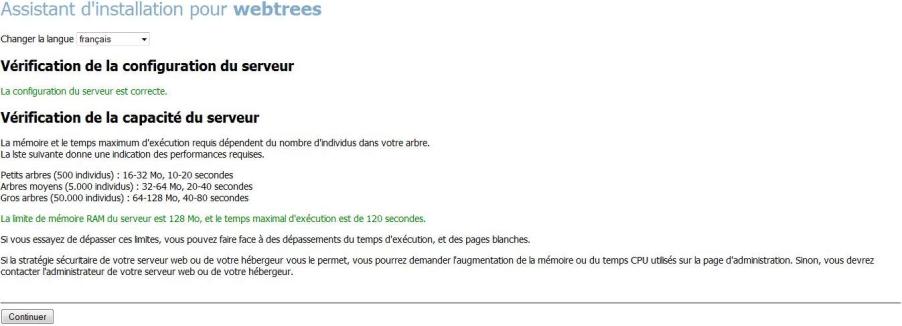 Assistant d'installation pour webtrees
Changer la langue français
Vérification de la configuration du serveur
La configuration du serveur est correcte.
Vérification de la capacité du serveur
La mémoire et le temps maximum d'exécution requis dépendent du nombre d'individus dans votre arbre.
La lste suivante donne une indication des performances requises.
Petits arbres (500 individus) : 16-32 Mo, 10-20 secondes
Arbres moyens (5.000 individus) : 32-64 Mo, 20-40 secondes
Gros arbres (50.000 individus) : 64-128 Mo, 40-80 secondes
La limite de mémoire RAM du serveur est 128 Mo, et le temps maximal d'exécution est de 120 secondes.
Si vous essayez de dépasser ces limites, vous pouvez faire face à des dépassements du temps d'exécution, et des pages blanches.
Si la stratégie sécuritaire de votre serveur web ou de votre hébergeur vous le permet, vous pourrez demander l'augmentation de la mémoire ou du temps CPU utilisés sur la page d'administration. Sinon, vous devrez
contacter l'administrateur de votre serveur web ou de votre hébergeur.
Continuer